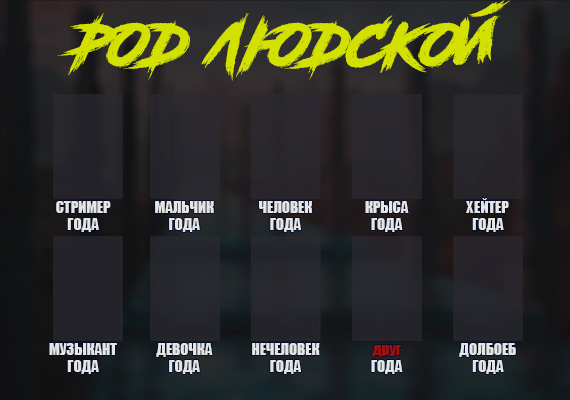 РОД ЛЮДСКОЙ
СТРИМЕР
ГОДА
МАЛЬЧИК
ГОДА
ЧЕЛОВЕК
ГОДА
КРЫСА
ГОДА
ХЕЙТЕР
ГОДА
МУЗЫКАНТ
ГОДА
ДЕВОЧКА
ГОДА
НЕЧЕЛОВЕК
ГОДА
ГОДА
ДОЛБОЕБ
ГОДА